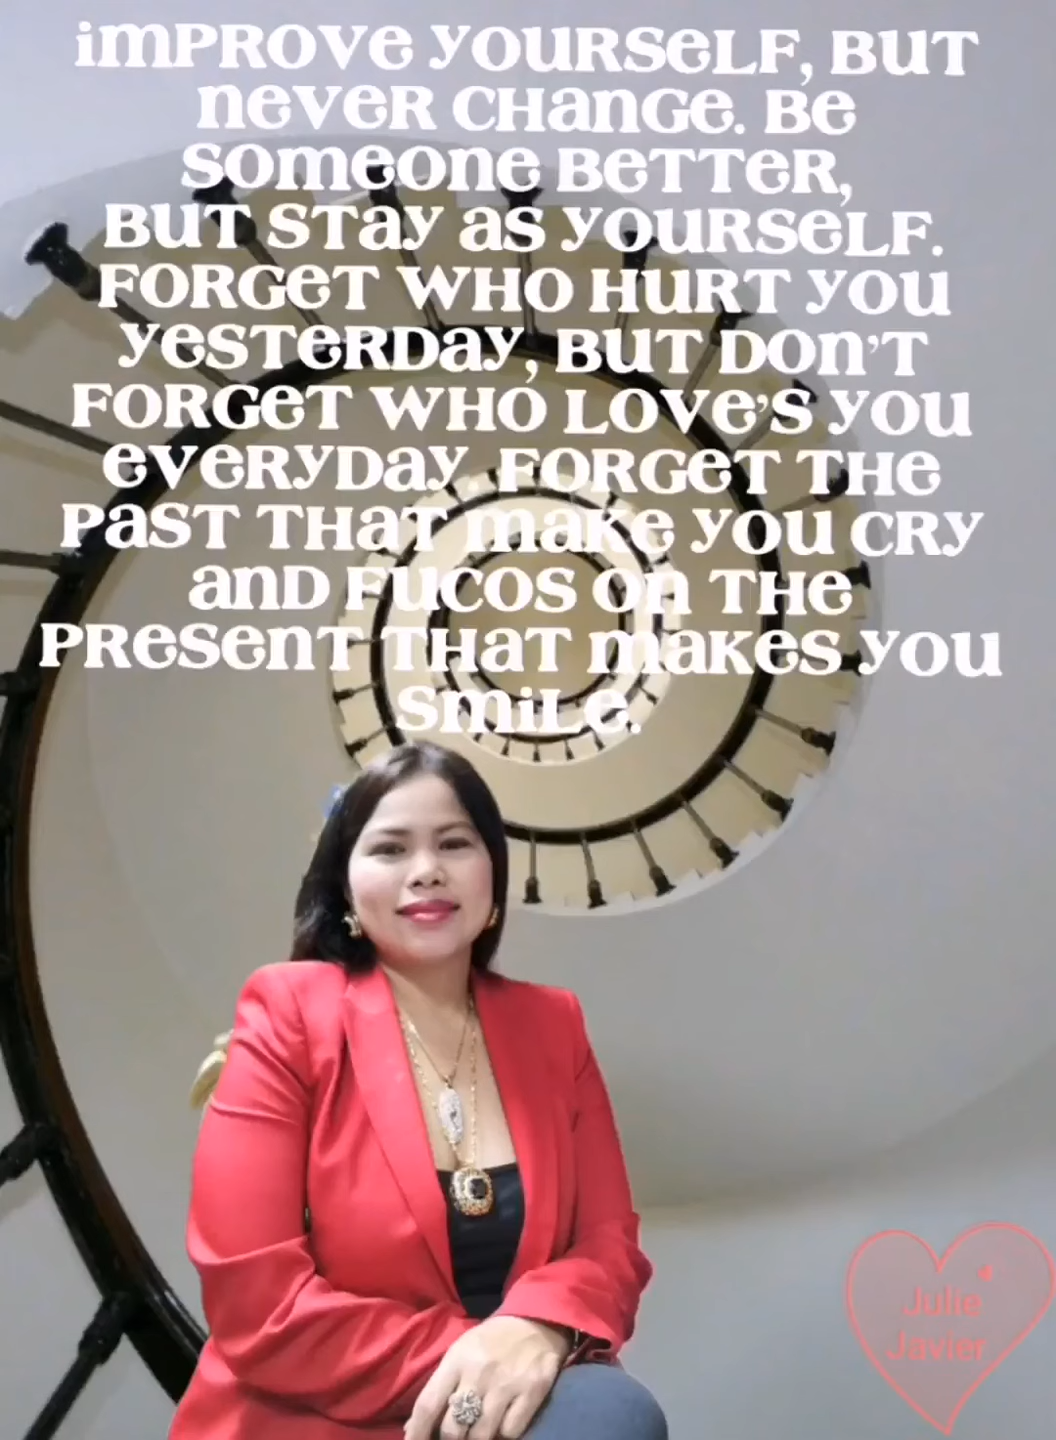 IMPROVE YOURSELF, BUT
NEVER CHANGE. BE
SOMEONE BETTER,
BUT STAY AS YOURSELF.
FORGET WHO HURT YOU
YESTERDAY, BUT DON'T
FORGET WHO LOVE'S YOU
EVERYDAY. FORGET THE
PAST THAT MAKE YOU CRY
AND FUCOS ON THE
PRESENT THAT MAKES YOU
SMILE.
Julie
Javier